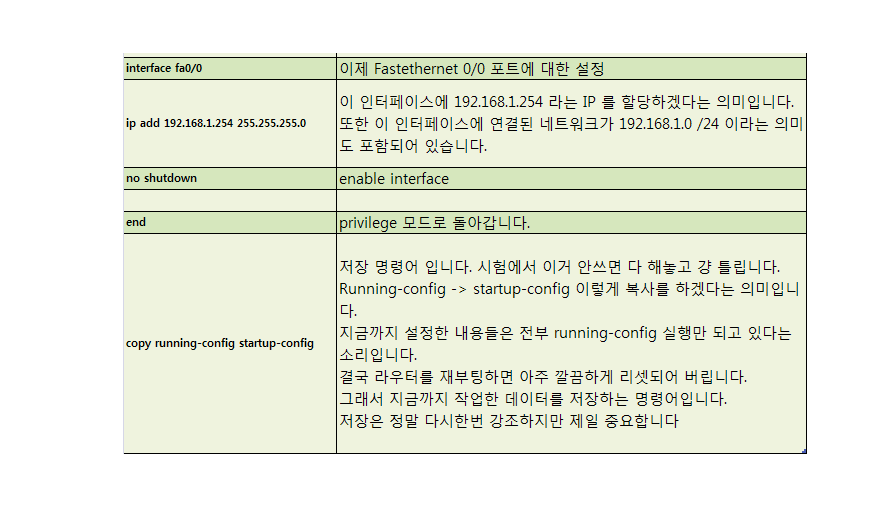 interface fa0/0
이제 Fastethernet 0/0 포트에 대한 설정
ip add 192.168.1.254 255.255.255.0
이 인터페이스에 192.168.1.254 라는 IP 를 할당하겠다는 의미입니다.
또한 이 인터페이스에 연결된 네트워크가 192.168.1.0 /24 이라는 의미
도 포함되어 있습니다.
no shutdown
enable interface
end
privilege 모드로 돌아갑니다.
copy running-config startup-config
저장 명령어 입니다. 시험에서 이거 안쓰면 다 해놓고 걍 틀립니다.
Running-config -> startup-config 이렇게 복사를 하겠다는 의미입니
다.
지금까지 설정한 내용들은 전부 running-config 실행만 되고 있다는
소리입니다.
결국 라우터를 재부팅하면 아주 깔끔하게 리셋되어 버립니다.
그래서 지금까지 작업한 데이터를 저장하는 명령어입니다.
저장은 정말 다시한번 강조하지만 제일 중요합니다